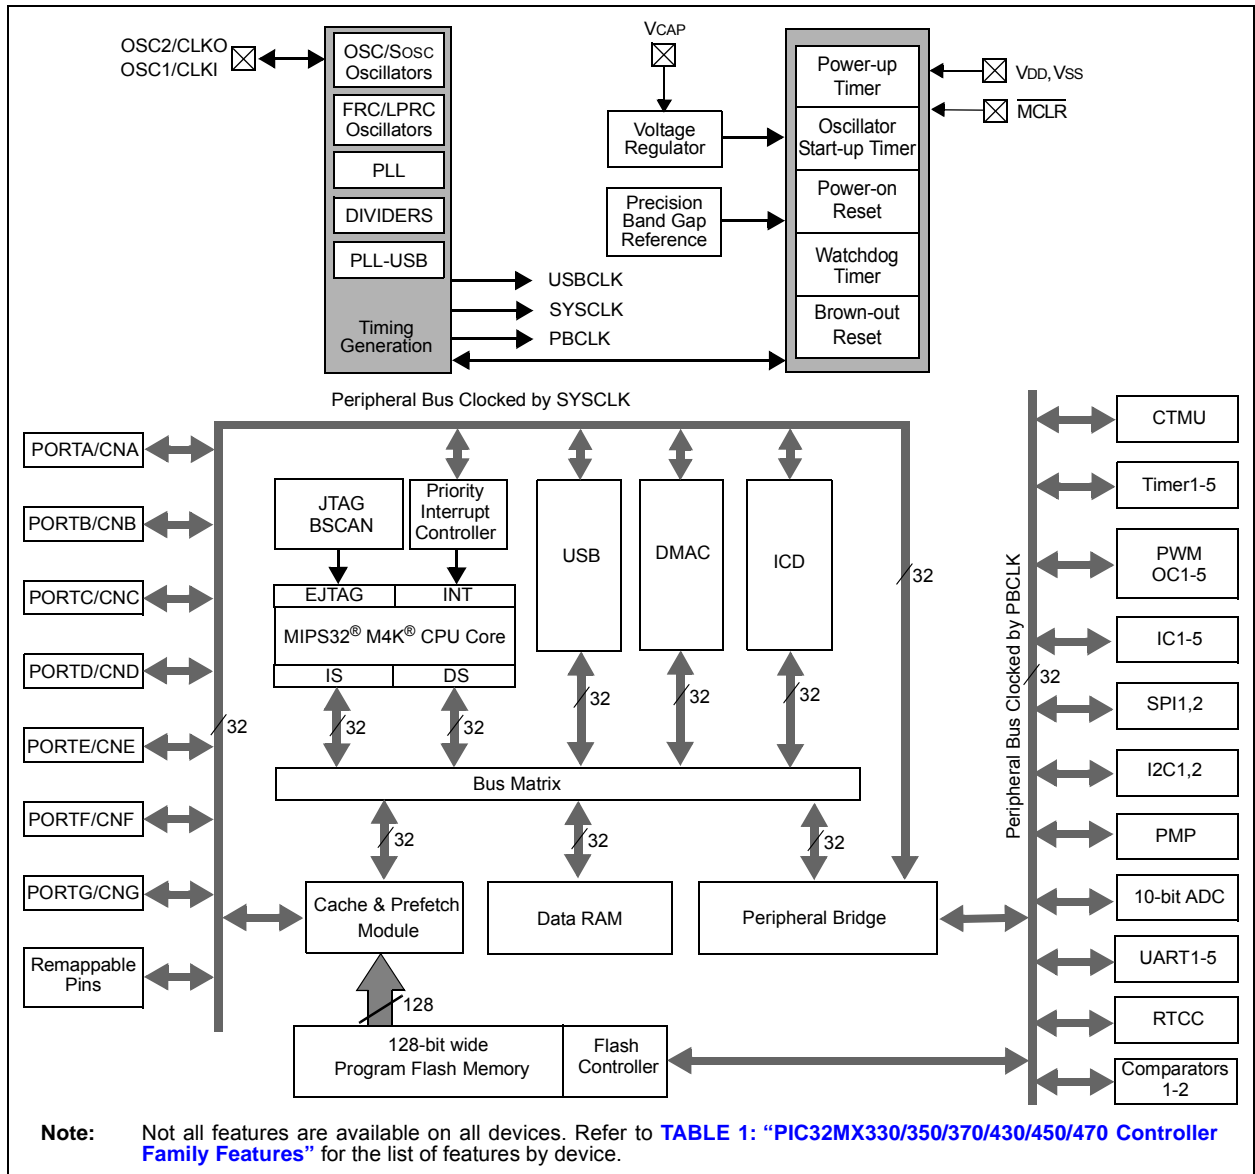 OSC2/CLKO
OSC1/CLKI
OSC/SOSC
Oscillators
FRC/LPRC
Oscillators
PLL
DIVIDERS
PLL-USB
Timing
Generation
USBCLK
SYSCLK
PBCLK
VCAP
Voltage
Regulator
Precision
Band Gap
Reference
Power-up
Timer
Oscillator
Start-up Timer
Power-on
Reset
Watchdog
Timer
Brown-out
Reset
VDD, VSS
MCLR
Peripheral Bus Clocked by SYSCLK
PORTA/CNA
PORTB/CNB
PORTC/CNC
PORTD/CND
PORTE/CNE
PORTF/CNF
PORTG/CNG
Remappable
Pins
32
JTAG
BSCAN
Priority
Interrupt
Controller
EJTAG
INT
MIPS32® M4K® CPU Core
IS
DS
USB
DMAC
ICD
32
32
32
32
32
32
Bus Matrix
32
32
32
Cache & Prefetch
Module
Data RAM
Peripheral Bridge
128
128-bit wide
Program Flash Memory
Flash
Controller
Peripheral Bus Clocked by PBCLK
32
CTMU
Timer1-5
PWM
OC1-5
IC1-5
SPI1,2
I2C1,2
PMP
10-bit ADC
UART1-5
RTCC
Comparators
1-2
Note: Not all features are available on all devices. Refer to TABLE 1: “PIC32MX330/350/370/430/450/470 Controller
Family Features” for the list of features by device.